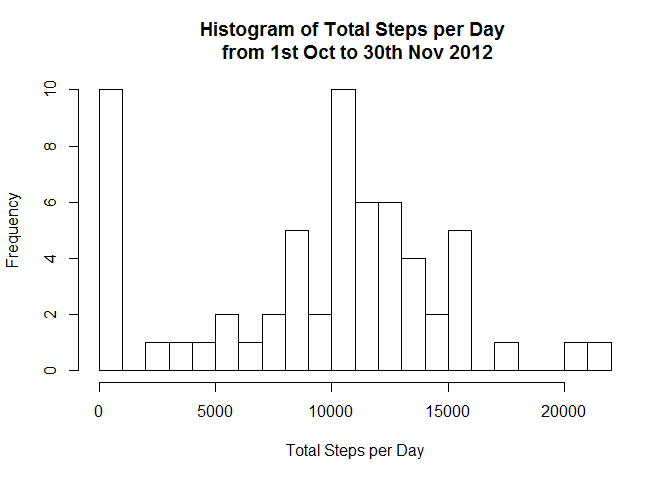 Histogram of Total Steps per Day
from 1st Oct to 30th Nov 2012
Frequency
10
8
6
4
2
0
0 5000 10000 15000 20000
Total Steps per Day